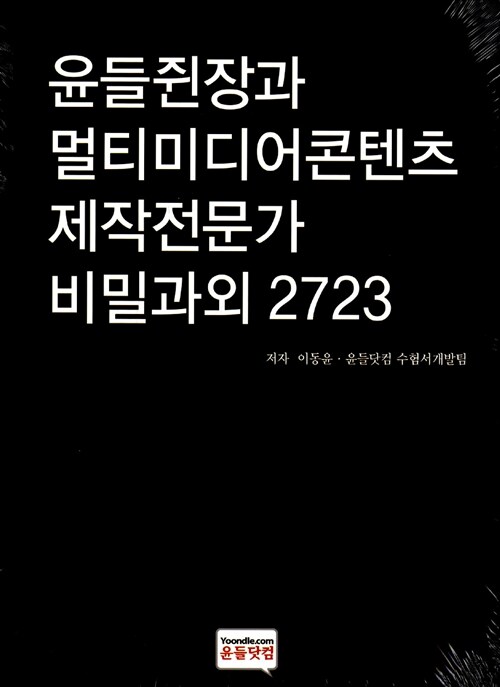 윤들쥔장과
멀티미디어콘텐츠
제작전문가
비밀과외 2723
저자 이동윤 · 윤들닷컴 수험서개발팀
Yoondle.com
윤들닷컴